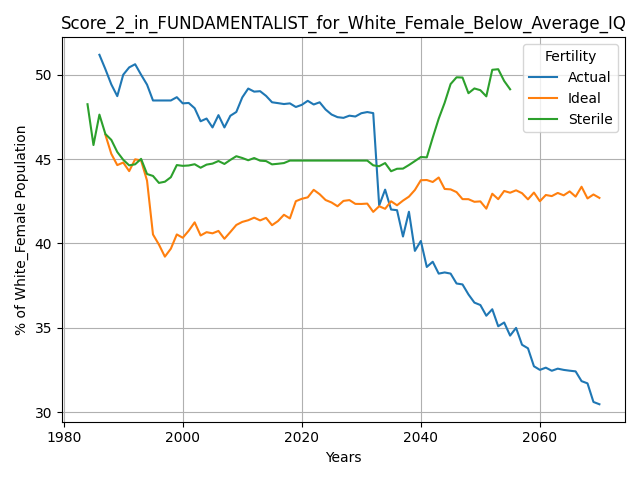 Score_2_in_FUNDAMENTALIST_for_White_Female_Below_Average_IQ
% of White_Female Population
50
45
40
35
30
Fertility
Actual
Ideal
Sterile
1980
2000
2020
2040
2060
Years